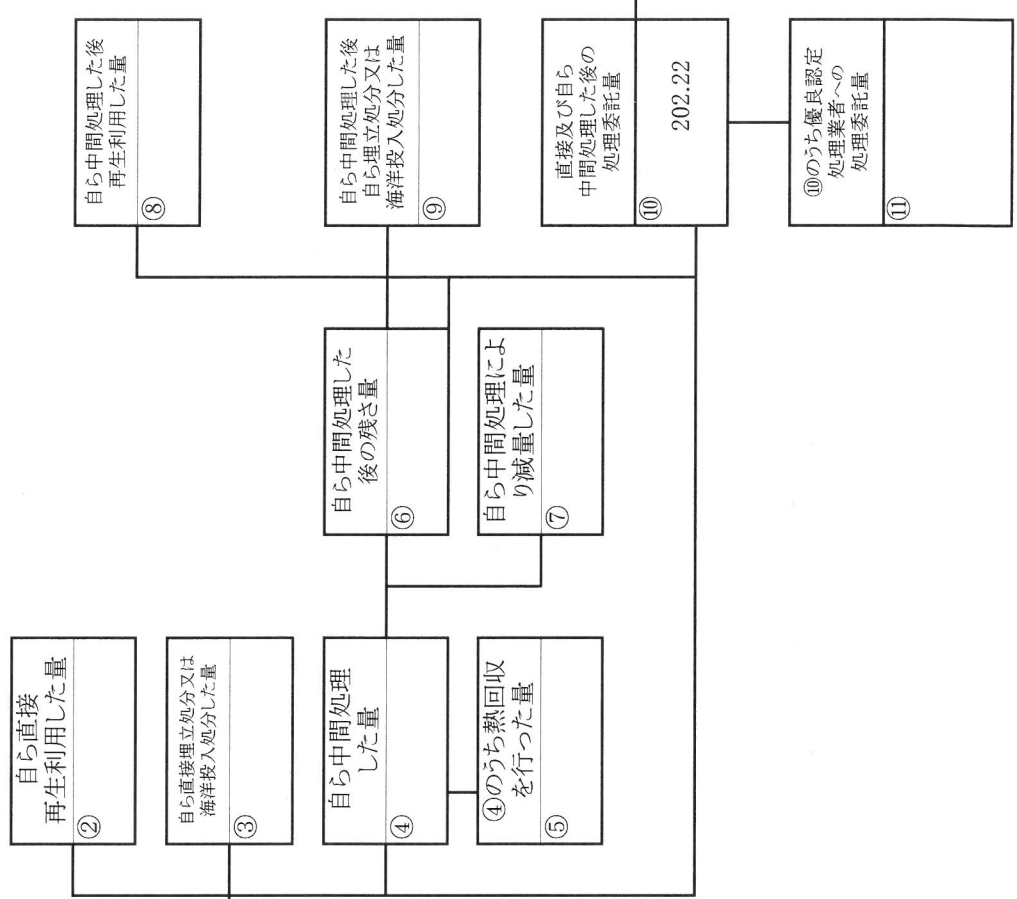 自ら直接
再生利用した量
②
自ら直接埋立処分又は
海洋投入処分した量
③
自ら中間処理
した量
④
④のうち熱回収
を行った量
⑤
自ら中間処理した
後の残さ量
⑥
自ら中間処理によ
り減量した量
⑦
自ら中間処理した後
再生利用した量
⑧
自ら中間処理した後
自ら埋立処分又は
海洋投入処分した量
⑨
直接及び自ら
中間処理した後の
処理委託量
⑩
202.22
⑩のうち優良認定
処理業者への
処理委託量
⑪